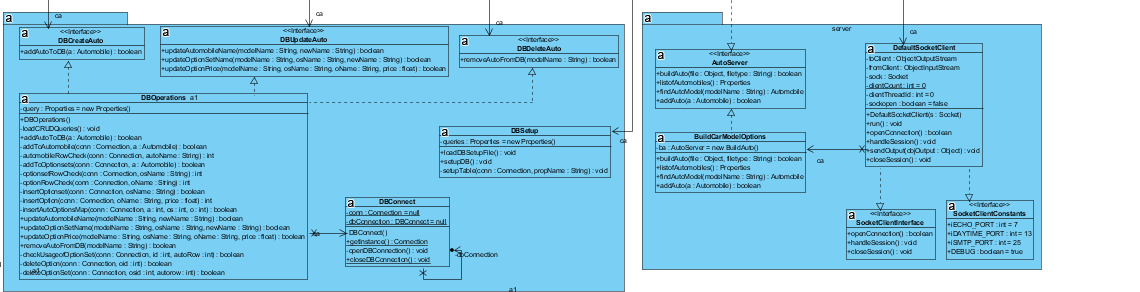 ca
ca
ca
ca
a
<<Interface>>
DBCreateAuto
+addAutoToDB(a : Automobile) : boolean
a
<<Interface>>
DBUpdateAuto
+updateAutomobileName(modelName : String, newName : String) : boolean
+updateOptionSetName(modelName : String, osName : String, newName : String) : boolean
+updateOptionPrice(modelName : String, osName : String, oName : String, price : float) : boolean
a
<<Interface>>
DBDeleteAuto
+removeAutoFromDB(modelName : String) : boolean
a
DBOperations
a1
-query : Properties = new Properties()
+DBOperations()
-loadCRUDQueries() : void
+addAutoToDB(a : Automobile) : boolean
-addToAutomobile(conn : Connection, a : Automobile) : boolean
-automobileRowCheck(conn : Connection, autoName : String) : int
-addToOptionsets(conn : Connection, a : Automobile) : boolean
-optionsetRowCheck(conn : Connection, osName : String) : int
-optionRowCheck(conn : Connection, oName : String) : int
-insertOptionset(conn : Connection, osName : String) : boolean
-insertOption(conn : Connection, oName : String, price : float) : int
-insertAutoOptionsMap(conn : Connection, a : int, os : int, o : int) : boolean
+updateAutomobileName(modelName : String, newName : String) : boolean
+updateOptionSetName(modelName : String, osName : String, newName : String) : boolean
+updateOptionPrice(modelName : String, osName : String, oName : String, price : float) : boolean
+removeAutoFromDB(modelName : String) : boolean
-checkUsageofOptionSet(conn : Connection, id : int, autoRow : int) : boolean
-deleteOption(conn : Connection, oid : int) : boolean
-deleteOptionSet(conn : Connection, osid : int, autorow : int) : boolean
a
DBSetup
-queries : Properties = new Properties()
+loadDBSetupFile() : void
+setupDB() : void
-setupTable(conn : Connection, propName : String) : void
ca
a
DBConnect
-conn : Connection = null
-dbConnection : DBConnect = null
-DBConnect()
+getInstance() : Connection
-openDBConnection() : void
+closeDBConnection() : void
-dbConnection
a1
a
server
a
<<Interface>>
AutoServer
+buildAuto(file : Object, filetype : String) : boolean
+listofAutomobiles() : Properties
+findAutoModel(modelName : String) : Automobile
+addAuto(a : Automobile) : boolean
a
BuildCarModelOptions
-ba : AutoServer = new BuildAuto()
+buildAuto(file : Object, filetype : String) : boolean
+listofAutomobiles() : Properties
+findAutoModel(modelName : String) : Automobile
+addAuto(a : Automobile) : boolean
ca
a
DefaultSocketClient
-toClient : ObjectOutputStream
-fromClient : ObjectInputStream
-sock : Socket
-clientCount : int = 0
-clientThreadId : int = 0
-sockopen : boolean = false
+DefaultSocketClient(s : Socket)
+run() : void
+openConnection() : boolean
+handleSession() : void
+sendOutput(objOutput : Object) : void
+closeSession() : void
a
<<Interface>>
SocketClientInterface
+openConnection() : boolean
+handleSession() : void
+closeSession() : void
a
<<Interface>>
SocketClientConstants
+iECHO_PORT : int = 7
+iDAYTIME_PORT : int = 13
+iSMTP_PORT : int = 25
+DEBUG : boolean = true